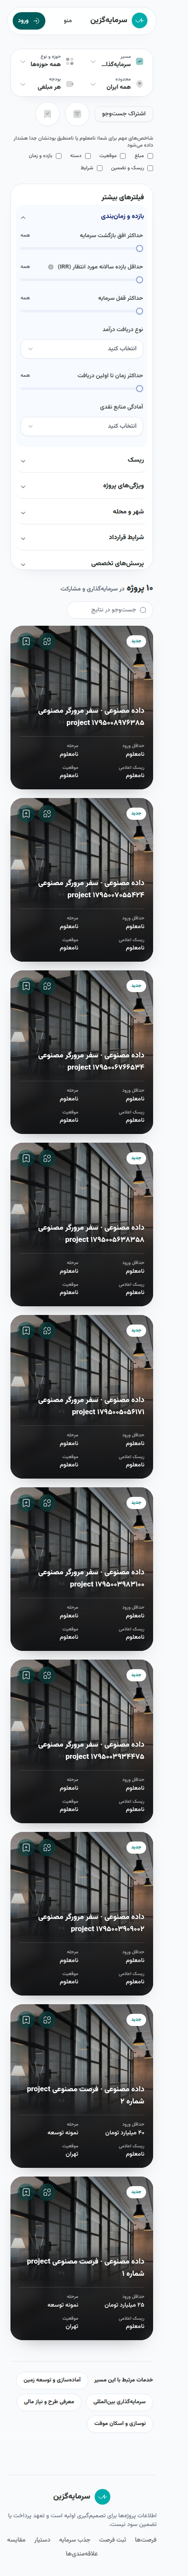 سرمایه‌گزین
منو
ورود
مسیر
سرمایه‌گذا...
حوزه و نوع
همه حوزه‌ها
محدوده
همه ایران
بودجه
هر مبلغی
اشتراک جست‌وجو
شاخص‌های مهم برای شما؛ نامعلوم یا نامنطبق بودنشان جدا هشدار
داده می‌شود
مبلغ
موقعیت
دسته
بازده و زمان
ریسک و تضمین
شرایط
فیلترهای بیشتر
بازده و زمان‌بندی
حداکثر افق بازگشت سرمایه
همه
حداقل بازده سالانه مورد انتظار (IRR)
همه
حداکثر قفل سرمایه
همه
نوع دریافت درآمد
انتخاب کنید
حداکثر زمان تا اولین دریافت
همه
آمادگی منابع نقدی
انتخاب کنید
ریسک
ویژگی‌های پروژه
شهر و محله
شرایط قرارداد
پرسش‌های تخصصی
۱۰ پروژه در سرمایه‌گذاری و مشارکت
جست‌وجو در نتایج
جدید
داده مصنوعی - سفر مرورگر مصنوعی
project ۱۷۹۵۰۰۸۹۷۶۳۸۵
حداقل ورود
نامعلوم
مرحله
نامعلوم
ریسک اعلامی
نامعلوم
موقعیت
نامعلوم
جدید
داده مصنوعی - سفر مرورگر مصنوعی
project ۱۷۹۵۰۰۷۰۵۵۴۲۴
حداقل ورود
نامعلوم
مرحله
نامعلوم
ریسک اعلامی
نامعلوم
موقعیت
نامعلوم
جدید
داده مصنوعی - سفر مرورگر مصنوعی
project ۱۷۹۵۰۰۶۷۶۶۵۳۴
حداقل ورود
نامعلوم
مرحله
نامعلوم
ریسک اعلامی
نامعلوم
موقعیت
نامعلوم
جدید
داده مصنوعی - سفر مرورگر مصنوعی
project ۱۷۹۵۰۰۵۶۳۸۳۵۸
حداقل ورود
نامعلوم
مرحله
نامعلوم
ریسک اعلامی
نامعلوم
موقعیت
نامعلوم
جدید
داده مصنوعی - سفر مرورگر مصنوعی
project ۱۷۹۵۰۰۵۰۵۶۱۷۱
حداقل ورود
نامعلوم
مرحله
نامعلوم
ریسک اعلامی
نامعلوم
موقعیت
نامعلوم
جدید
داده مصنوعی - سفر مرورگر مصنوعی
project ۱۷۹۵۰۰۳۹۸۳۱۰۰
حداقل ورود
نامعلوم
مرحله
نامعلوم
ریسک اعلامی
نامعلوم
موقعیت
نامعلوم
جدید
داده مصنوعی - سفر مرورگر مصنوعی
project ۱۷۹۵۰۰۳۹۳۴۴۷۵
حداقل ورود
نامعلوم
مرحله
نامعلوم
ریسک اعلامی
نامعلوم
موقعیت
نامعلوم
جدید
داده مصنوعی - سفر مرورگر مصنوعی
project ۱۷۹۵۰۰۳۹۰۹۰۰۲
حداقل ورود
نامعلوم
مرحله
نامعلوم
ریسک اعلامی
نامعلوم
موقعیت
نامعلوم
جدید
داده مصنوعی - فرصت مصنوعی project
شماره ۲
حداقل ورود
۴۰ میلیارد تومان
مرحله
نمونه توسعه
ریسک اعلامی
نامعلوم
موقعیت
تهران
جدید
داده مصنوعی - فرصت مصنوعی project
شماره ۱
حداقل ورود
۲۵ میلیارد تومان
مرحله
نمونه توسعه
ریسک اعلامی
نامعلوم
موقعیت
تهران
خدمات مرتبط با این مسیر
آماده‌سازی و توسعه زمین
سرمایه‌گذاری بین‌المللی
معرفی طرح و نیاز مالی
نوسازی و اسکان موقت
سرمایه‌گزین
اطلاعات پروژه‌ها برای تصمیم‌گیری اولیه است و تعهد پرداخت یا
تضمین سود نیست.
فرصت‌ها
ثبت فرصت
جذب سرمایه
دستیار
مقایسه
علاقه‌مندی‌ها